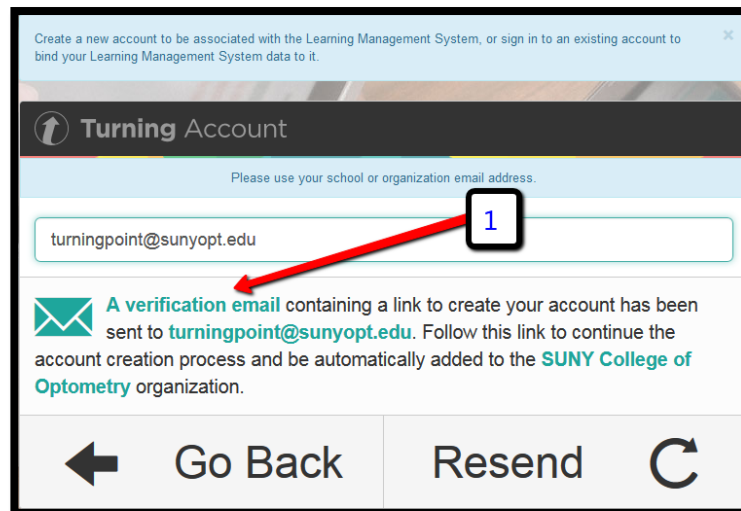 Create a new account to be associated with the Learning Management System, or sign in to an existing account to
bind your Learning Management System data to it.
×
Turning Account
Please use your school or organization email address.
1
turningpoint@sunyopt.edu
A verification email containing a link to create your account has been
sent to turningpoint@sunyopt.edu. Follow this link to continue the
account creation process and be automatically added to the SUNY College of
Optometry organization.
Go Back
Resend